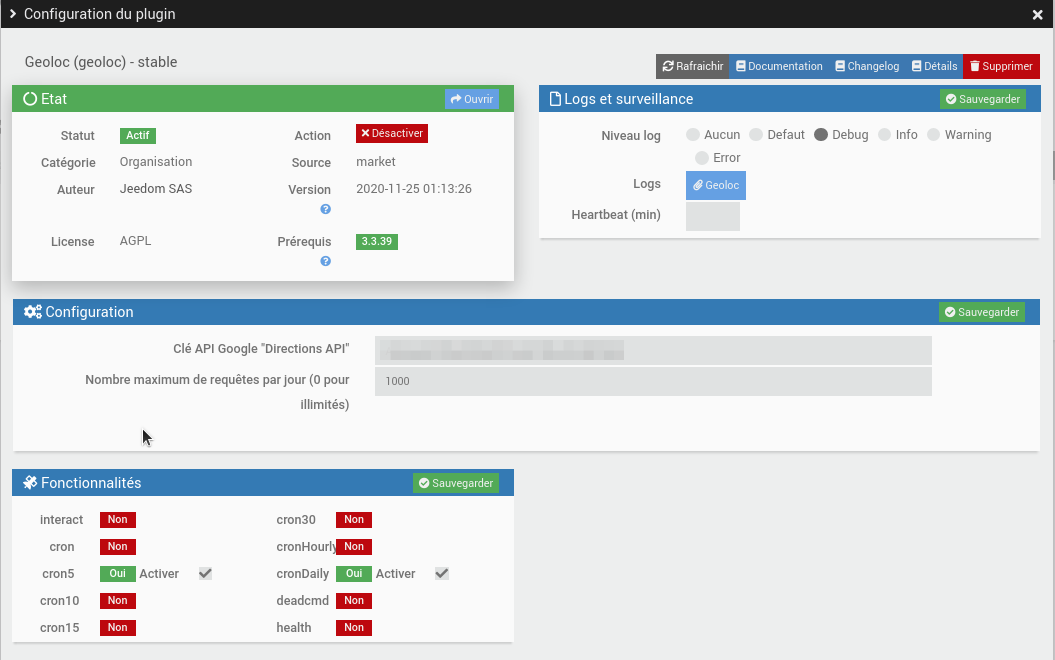 Configuration du plugin
Geoloc (geoloc) - stable
Rafraichir Documentation Changelog Détails Supprimer
Etat Ouvrir
Statut Actif Action Désactiver
Catégorie Organisation Source market
Auteur Jeedom SAS Version 2020-11-25 01:13:26
License AGPL Prérequis 3.3.39
Logs et surveillance Sauvegarder
Niveau log Aucun Defaut Debug Info Warning
Error
Logs Geoloc
Heartbeat (min)
Configuration Sauvegarder
Clé API Google "Directions API"
Nombre maximum de requêtes par jour (0 pour 1000
illimités)
Fonctionnalités Sauvegarder
interact Non cron30 Non
cron Non cronHourly Non
cron5 Oui Activer cronDaily Oui Activer
cron10 Non deadcmd Non
cron15 Non health Non